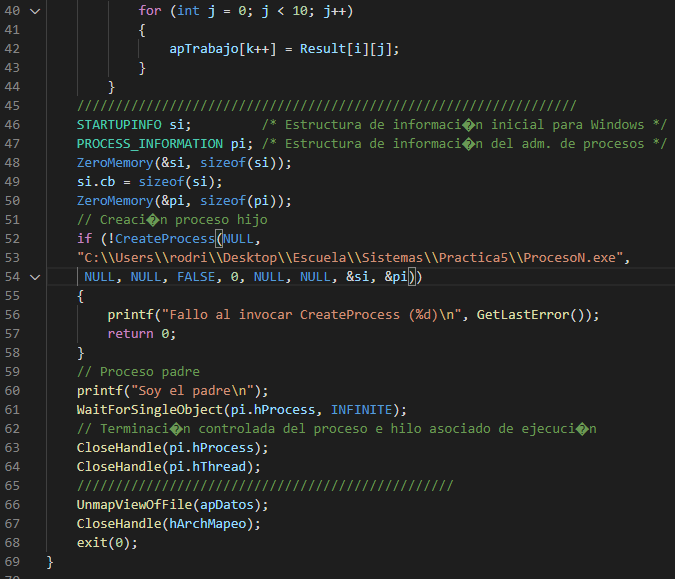 40 for (int j = 0; j < 10; j++)
41 {
42 apTrabajo[k++] = Result[i][j];
43 }
44 }
45 /////////////////////////////////////////////////////////////////
46 STARTUPINFO si; /* Estructura de informaci�n inicial para Windows */
47 PROCESS_INFORMATION pi; /* Estructura de informaci�n del adm. de procesos */
48 ZeroMemory(&si, sizeof(si));
49 si.cb = sizeof(si);
50 ZeroMemory(&pi, sizeof(pi));
51 // Creaci�n proceso hijo
52 if (!CreateProcess(NULL,
53 "C:\\Users\\rodri\\Desktop\\Escuela\\Sistemas\\Practica5\\ProcesoN.exe",
54 NULL, NULL, FALSE, 0, NULL, NULL, &si, &pi))
55 {
56 printf("Fallo al invocar CreateProcess (%d)\n", GetLastError());
57 return 0;
58 }
59 // Proceso padre
60 printf("Soy el padre\n");
61 WaitForSingleObject(pi.hProcess, INFINITE);
62 // Terminaci�n controlada del proceso e hilo asociado de ejecuci�n
63 CloseHandle(pi.hProcess);
64 CloseHandle(pi.hThread);
65 /////////////////////////////////////////////////
66 UnmapViewOfFile(apDatos);
67 CloseHandle(hArchMapeo);
68 exit(0);
69 }